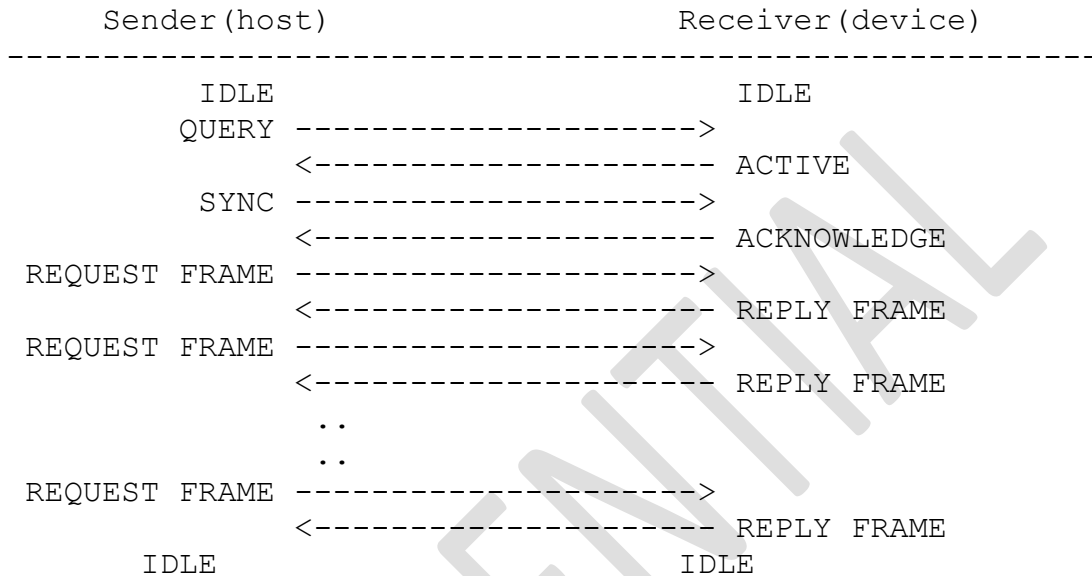 Sender(host) Receiver(device)
---------------------------------------------------------
IDLE IDLE
QUERY --------------------->
<--------------------- ACTIVE
SYNC --------------------->
<--------------------- ACKNOWLEDGE
REQUEST FRAME --------------------->
<--------------------- REPLY FRAME
REQUEST FRAME --------------------->
<--------------------- REPLY FRAME
..
..
REQUEST FRAME --------------------->
<--------------------- REPLY FRAME
IDLE IDLE
ENTIAL